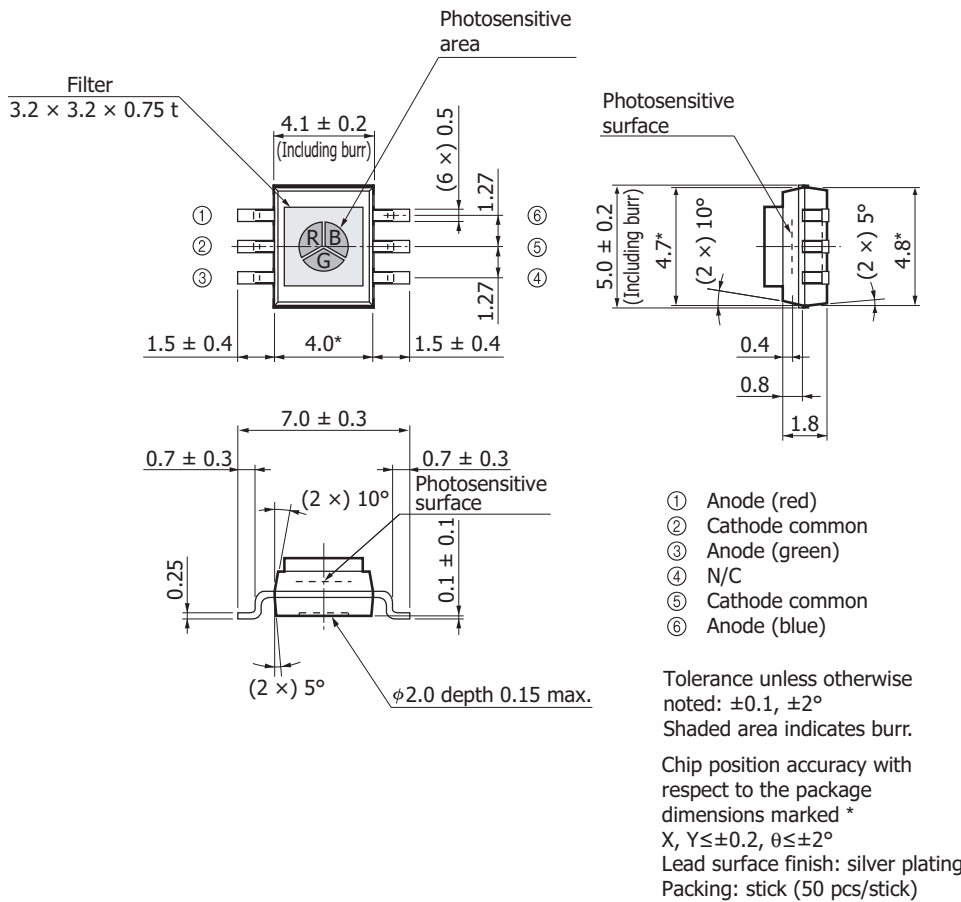 Photosensitive
area
Filter
3.2 × 3.2 × 0.75 t
4.1 ± 0.2
(Including burr)
(6 ×) 0.5
1.27
①
②
③
R B
G
⑥
⑤
④
1.27
1.5 ± 0.4
4.0*
1.5 ± 0.4
Photosensitive
surface
5.0 ± 0.2
(Including burr)
4.7*
(2 ×) 10°
(2 ×) 5°
4.8*
0.4
0.8
1.8
7.0 ± 0.3
0.7 ± 0.3
0.7 ± 0.3
(2 ×) 10°
Photosensitive
surface
0.25
0.1 ± 0.1
(2 ×) 5°
ϕ2.0 depth 0.15 max.
① Anode (red)
② Cathode common
③ Anode (green)
④ N/C
⑤ Cathode common
⑥ Anode (blue)
Tolerance unless otherwise
noted: ±0.1, ±2°
Shaded area indicates burr.
Chip position accuracy with
respect to the package
dimensions marked *
X, Y≤±0.2, θ≤±2°
Lead surface finish: silver plating
Packing: stick (50 pcs/stick)